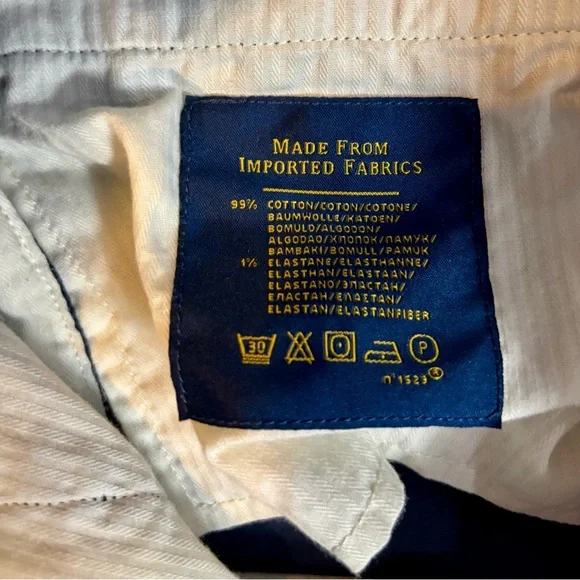 MADE FROM
IMPORTED FABRICS
99% COTTON/COTON/COTONE/
BAUMWOLLE/KATOEN/
BOMULD/ALGODON/
ALGODAO/ХЛОПОК/ПАМУК/
BAMBAKI/BOMULL/PAMUK
1% ELASTANE/ELASTHANNE/
ELASTHAN/ELASTAAN/
ELASTANO/ЭЛАСТАН/
ЕЛАСТАН/ELASTAN/
ELASTAN/ELASTANFIBER
30 P
n°1523®